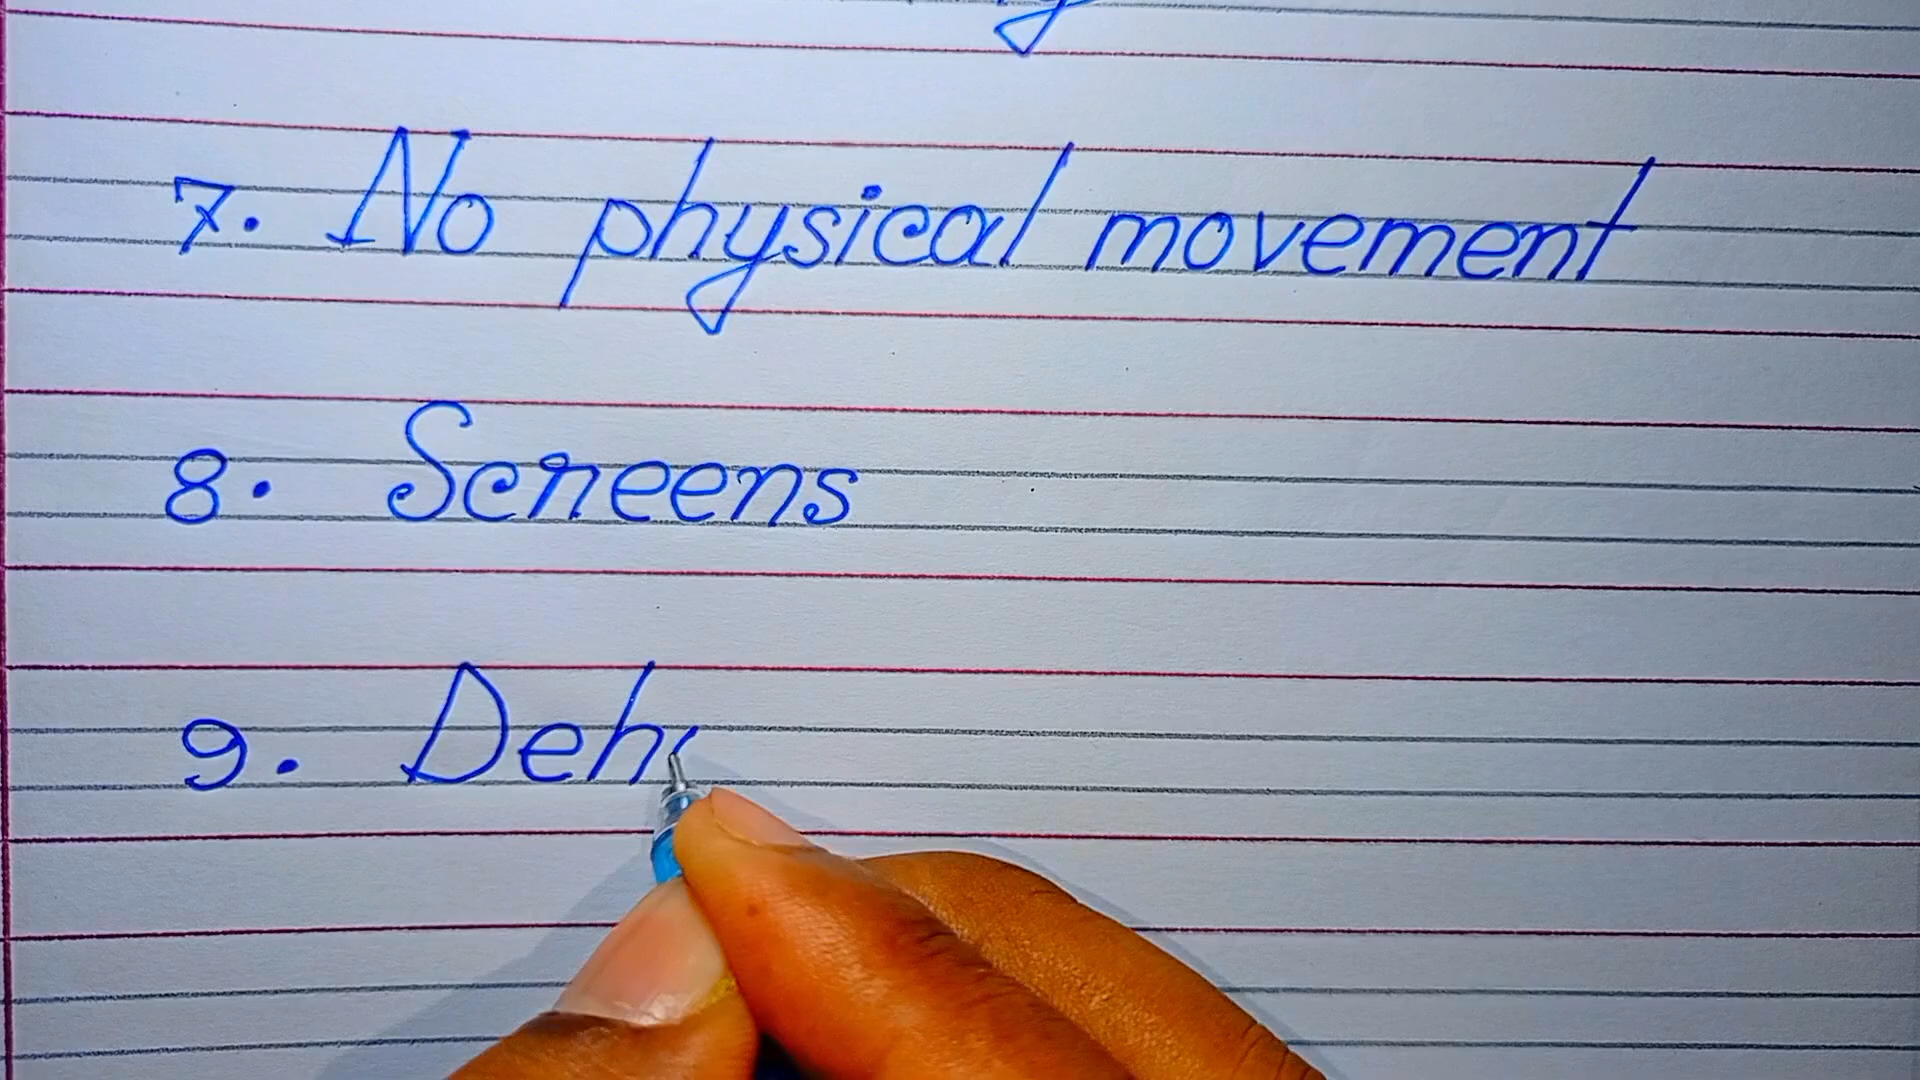 7. No physical movement
8. Screens
9. Deh